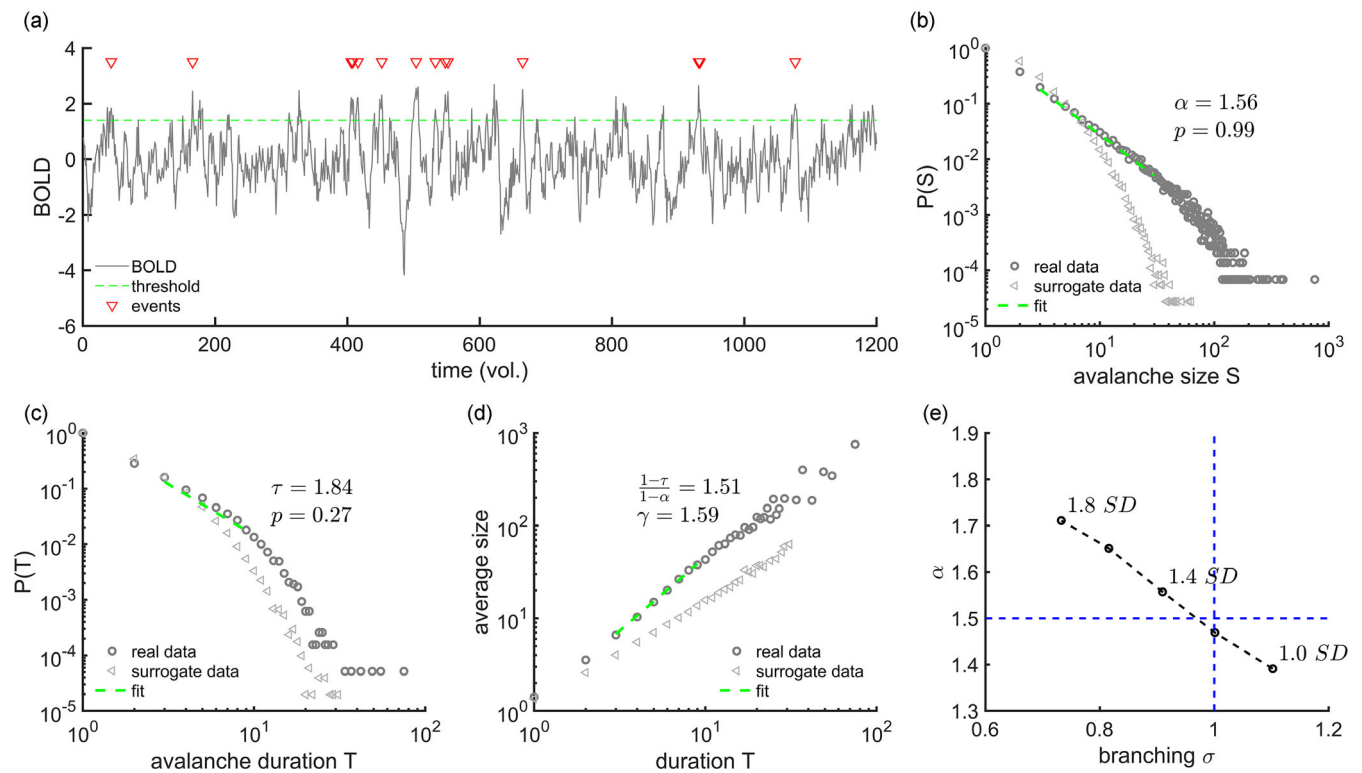 (a)
4
2
0
-2
-4
-6
BOLD
BOLD
threshold
events
0
200
400
600
800
1000
1200
time (vol.)
(b)
10^0
10^-1
10^-2
10^-3
10^-4
10^-5
P(S)
α = 1.56
p = 0.99
real data
surrogate data
fit
10^0
10^1
10^2
10^3
avalanche size S
(c)
10^0
10^-1
10^-2
10^-3
10^-4
10^-5
P(T)
τ = 1.84
p = 0.27
real data
surrogate data
fit
10^0
10^1
10^2
avalanche duration T
(d)
10^3
10^2
10^1
10^0
average size
1-τ/1-α = 1.51
γ = 1.59
real data
surrogate data
fit
10^0
10^1
10^2
duration T
(e)
1.9
1.8
1.7
1.6
1.5
1.4
1.3
α
1.8 SD
1.4 SD
1.0 SD
0.6
0.8
1
1.2
branching σ